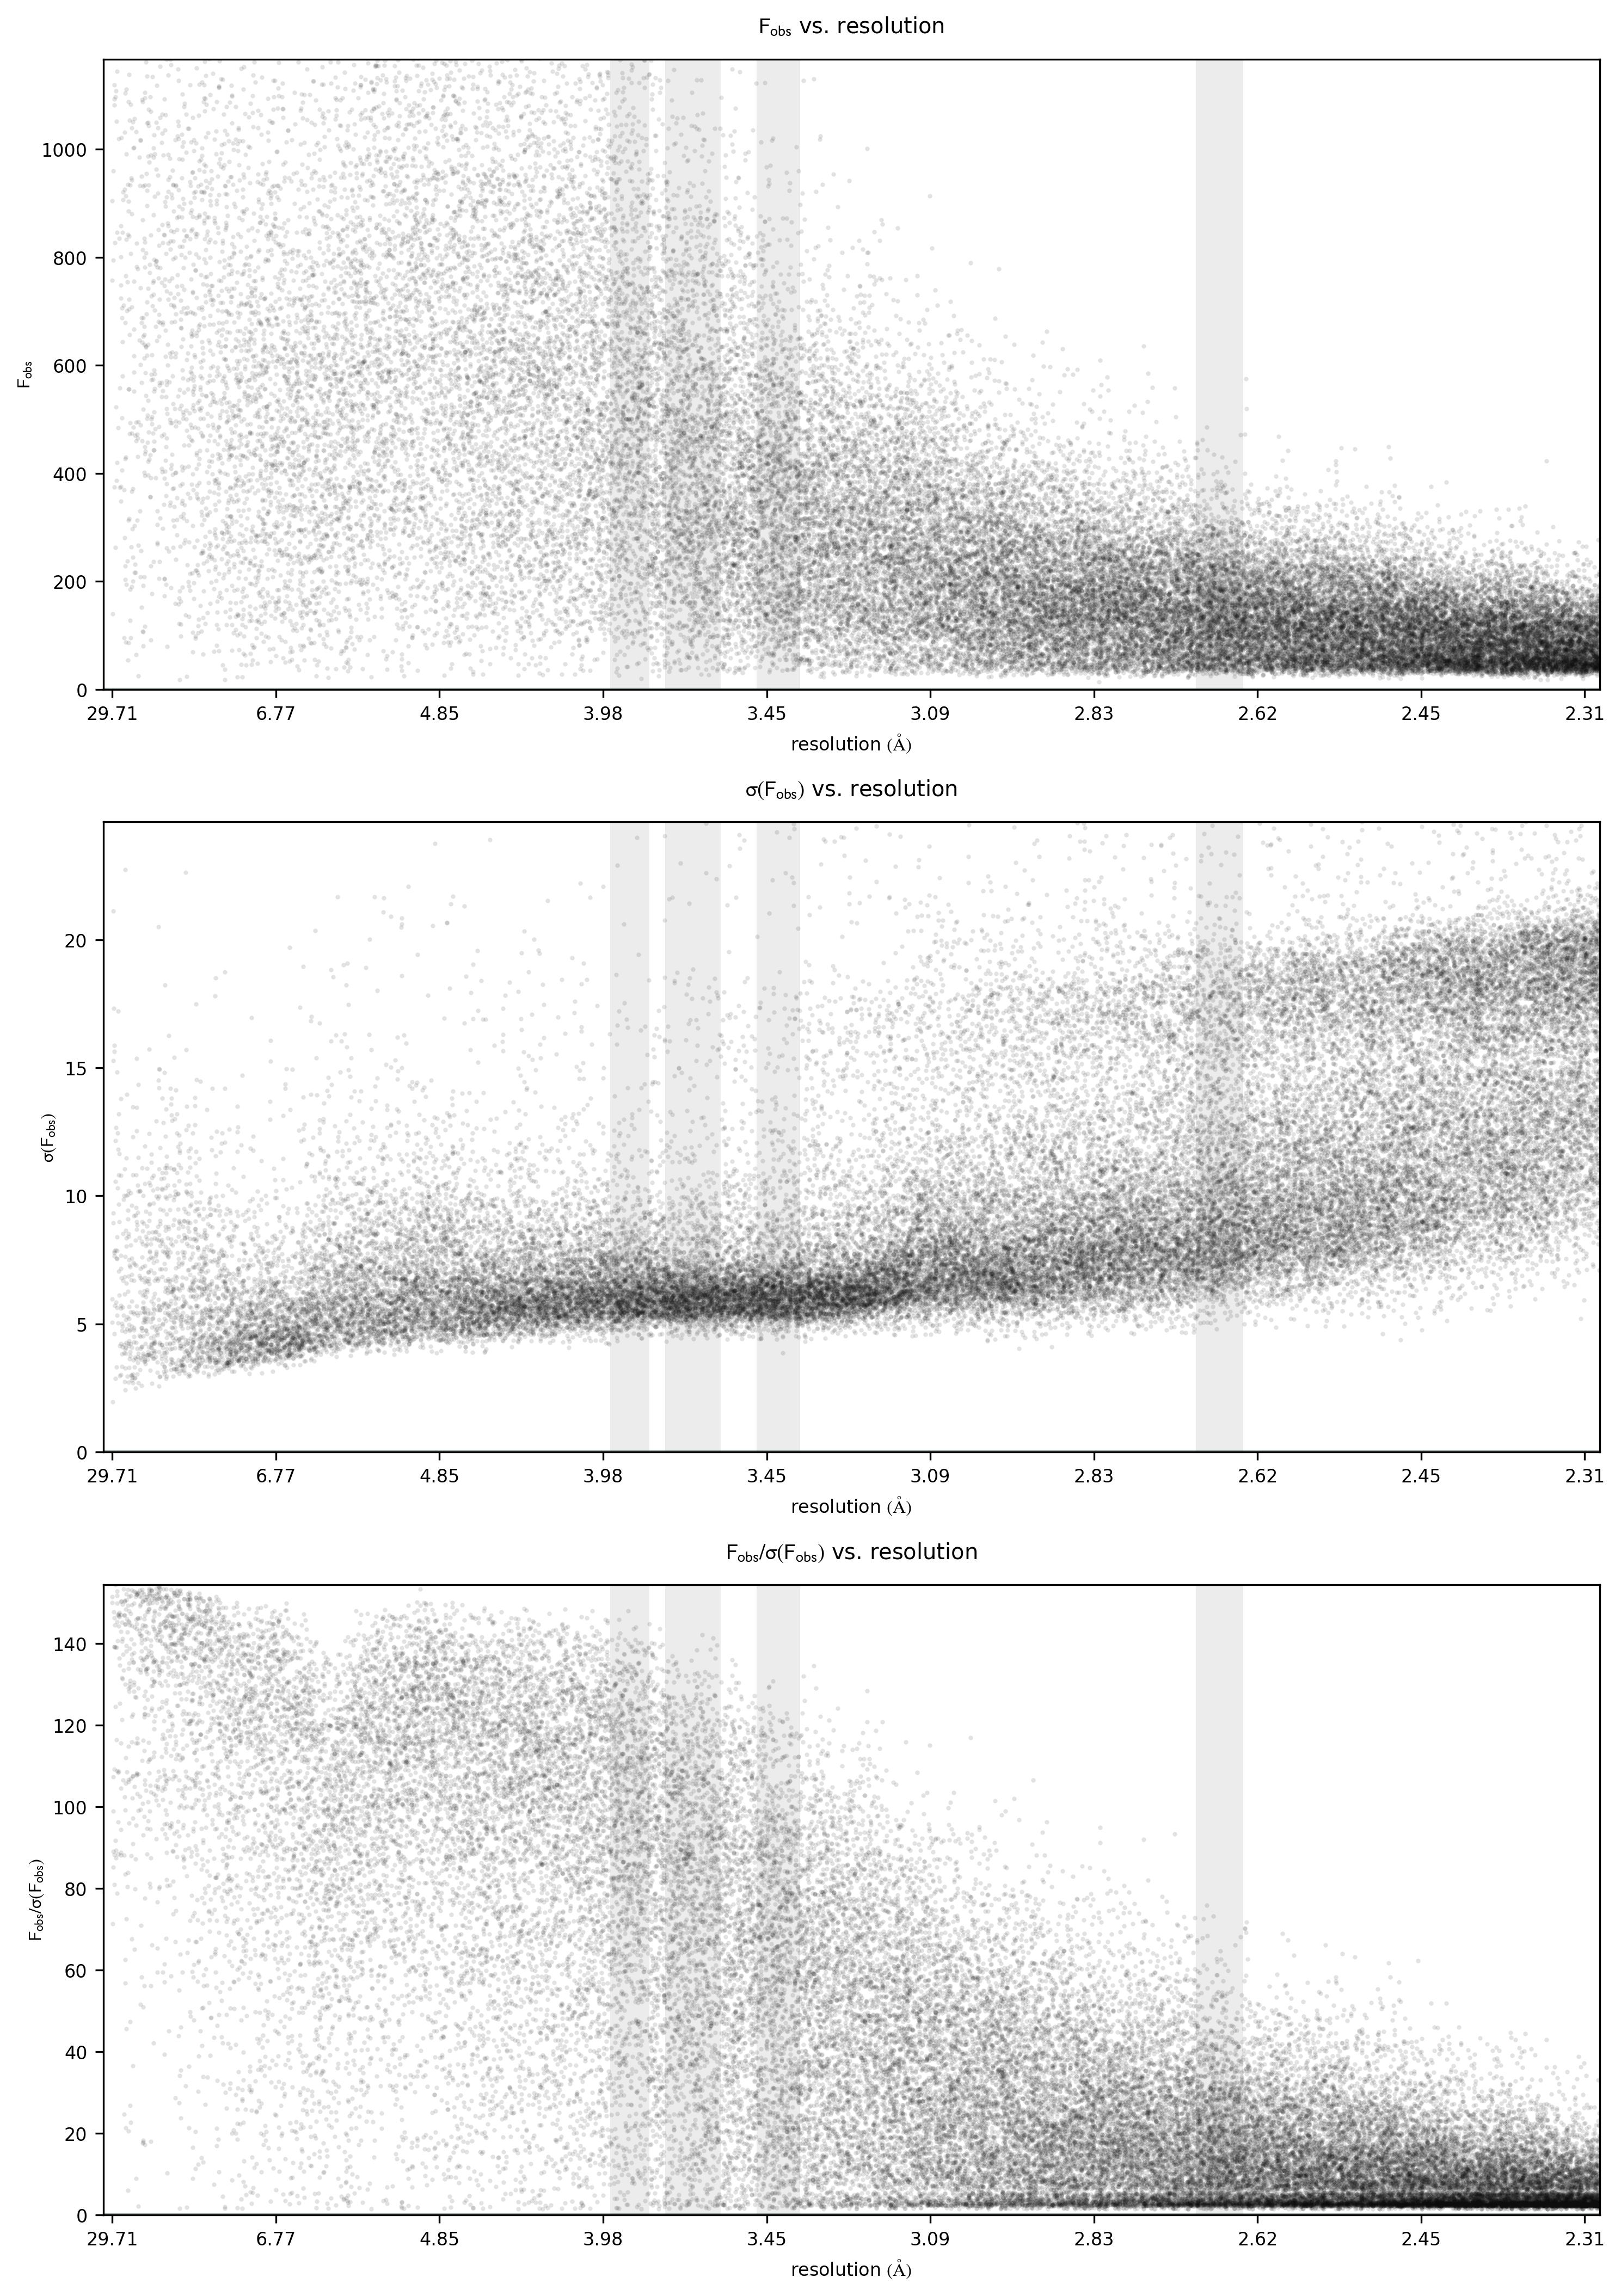 Fobs vs. resolution
1000
800
600
400
200
0
Fobs
29.71 6.77 4.85 3.98 3.45 3.09 2.83 2.62 2.45 2.31
resolution (Å)
σ(Fobs) vs. resolution
20
15
10
5
0
σ(Fobs)
29.71 6.77 4.85 3.98 3.45 3.09 2.83 2.62 2.45 2.31
resolution (Å)
Fobs/σ(Fobs) vs. resolution
140
120
100
80
60
40
20
0
Fobs/σ(Fobs)
29.71 6.77 4.85 3.98 3.45 3.09 2.83 2.62 2.45 2.31
resolution (Å)